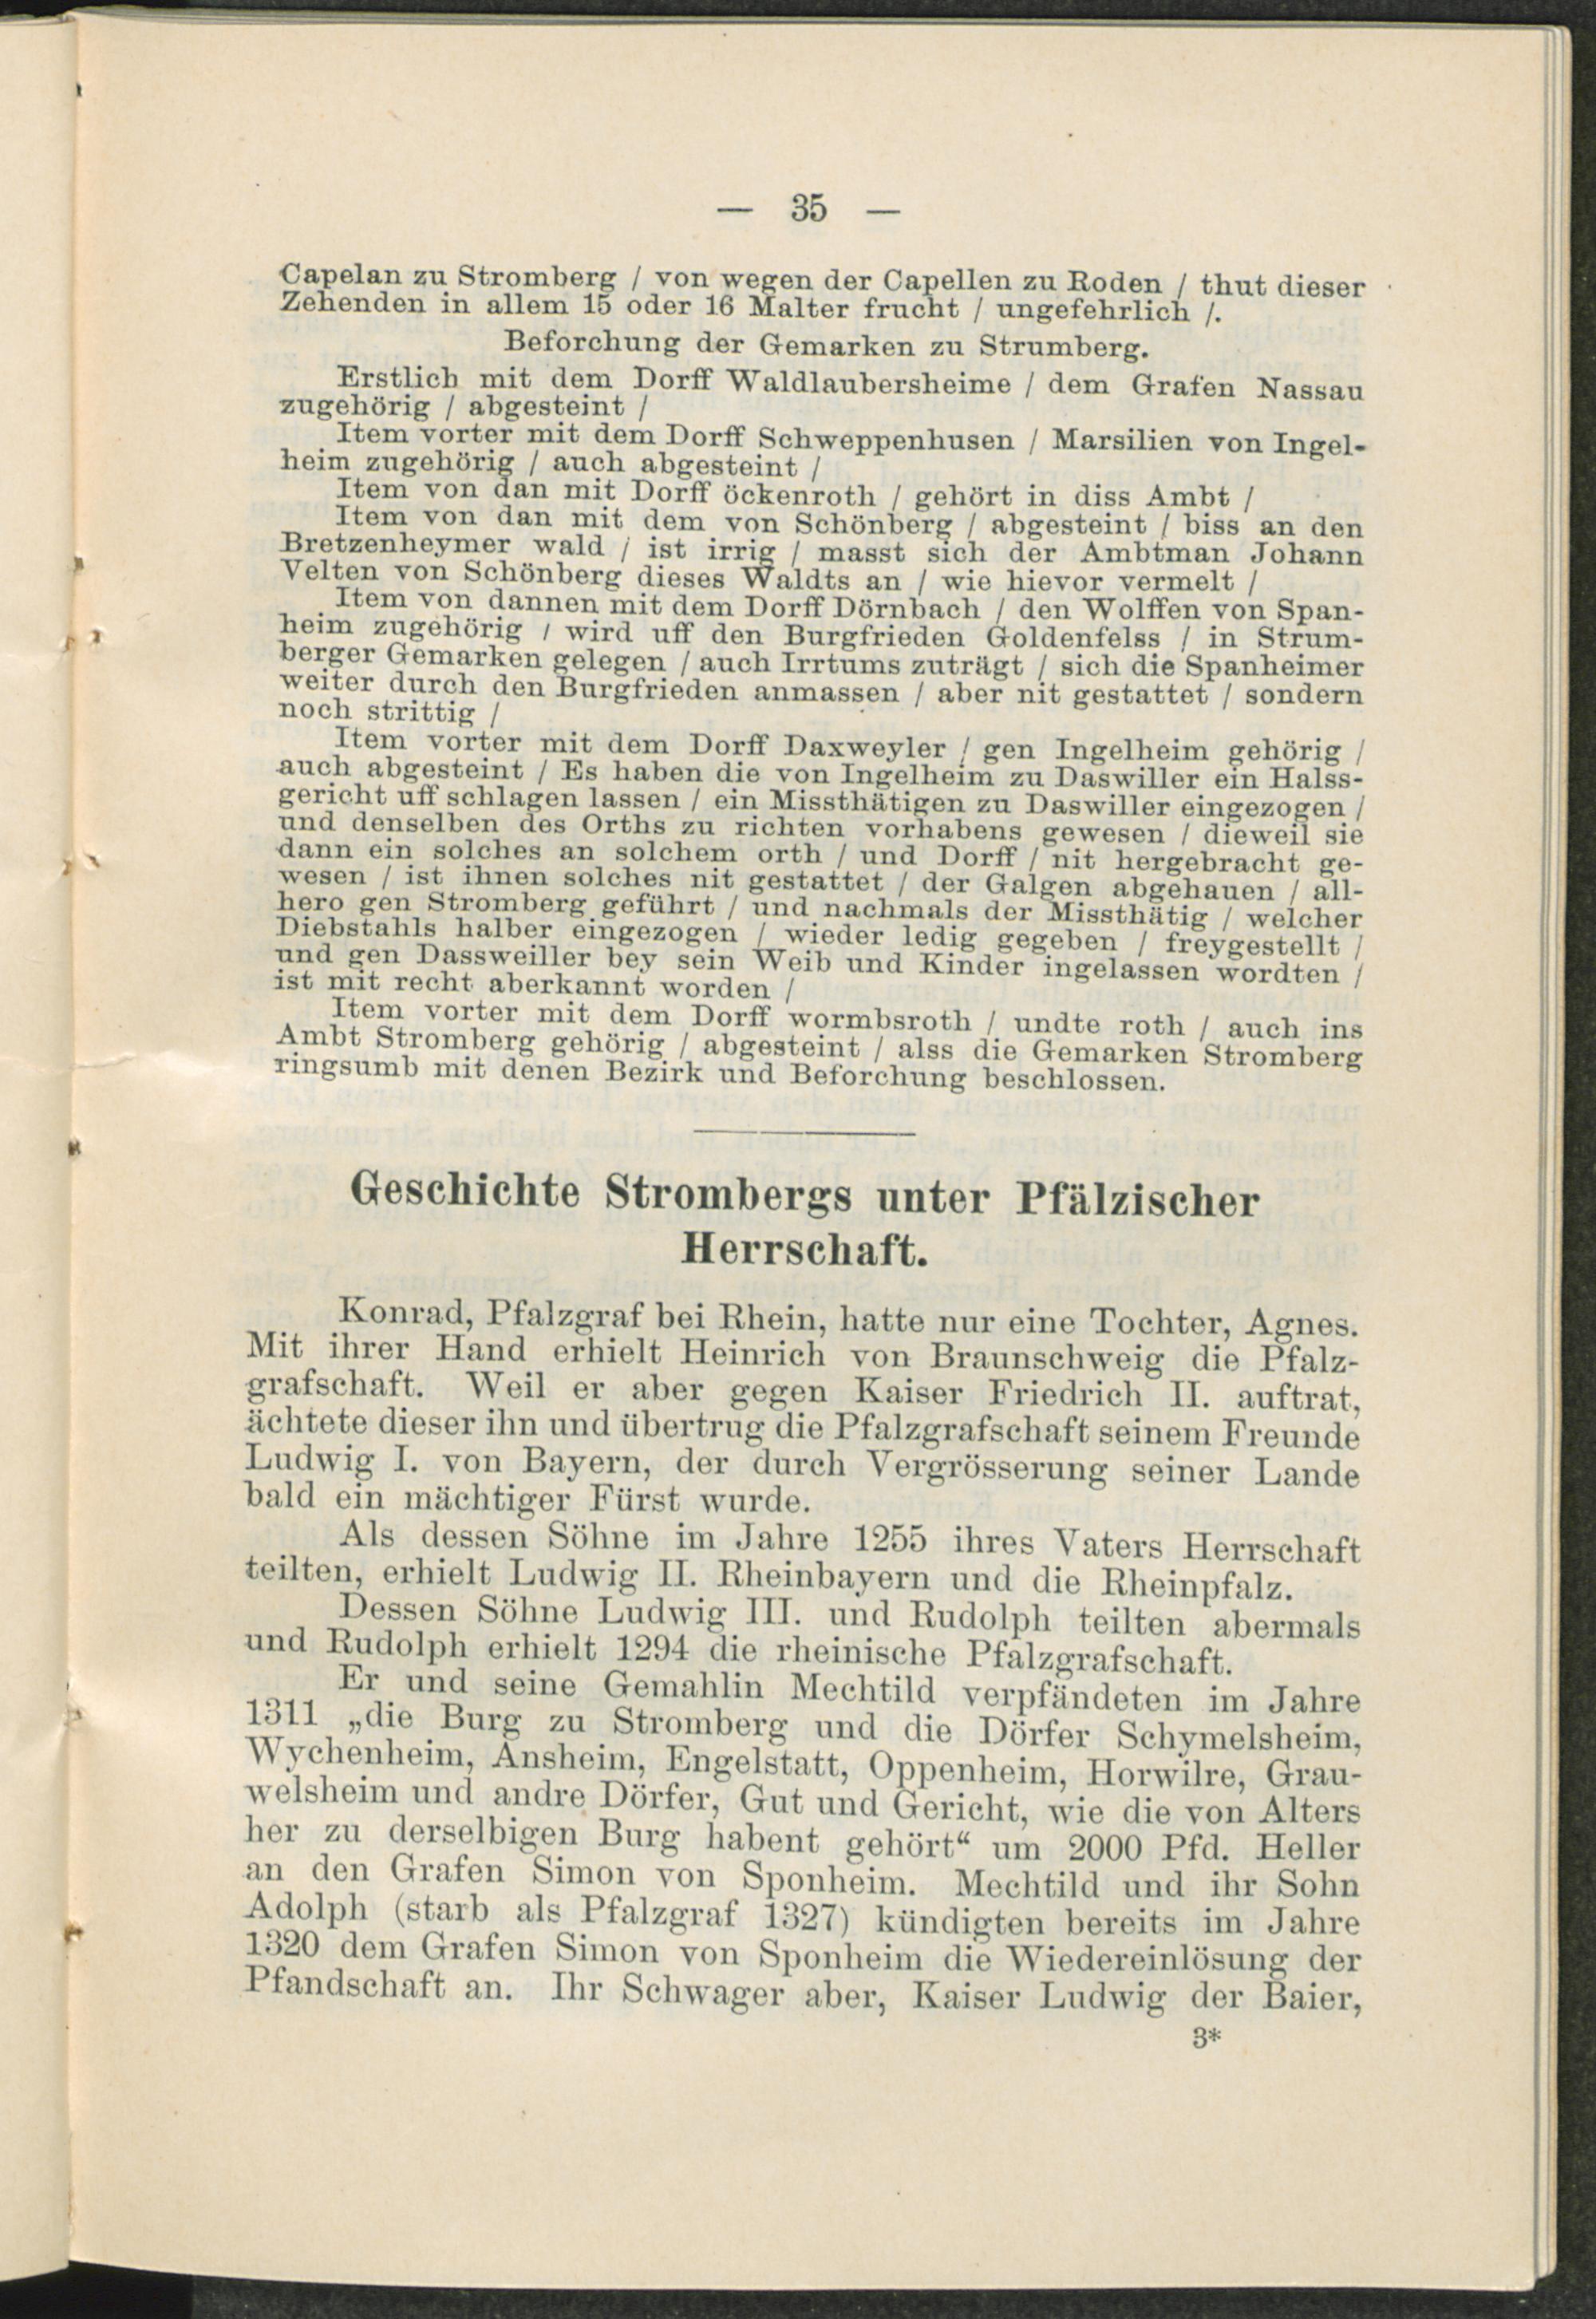 — 35 —
Capelan zu Stromberg / von wegen der Capellen zu Roden / thut dieser
Zehenden in allem 15 oder 16 Malter frucht / ungefehrlich /.
Beforchung der Gemarken zu Strumberg.
Erstlich mit dem Dorff Waldlaubersheime / dem Grafen Nassau
zugehörig / abgesteint /
Item vorter mit dem Dorff Schweppenhusen / Marsilien von Ingel-
heim zugehörig / auch abgesteint /
Item von dan mit Dorff öckenroth / gehört in diss Ambt /
Item von dan mit dem von Schönberg / abgesteint / biss an den
Bretzenheymer wald / ist irrig / masst sich der Ambtman Johann
Velten von Schönberg dieses Waldts an / wie hievor vermelt /
Item von dannen mit dem Dorff Dörnbach / den Wolffen von Span-
heim zugehörig / wird uff den Burgfrieden Goldenfelss / in Strum-
berger Gemarken gelegen / auch Irrtums zuträgt / sich die Spanheimer
weiter durch den Burgfrieden anmassen / aber nit gestattet / sondern
noch strittig /
Item vorter mit dem Dorff Daxweyler / gen Ingelheim gehörig /
auch abgesteint / Es haben die von Ingelheim zu Daswiller ein Halss-
gericht uff schlagen lassen / ein Missthätigen zu Daswiller eingezogen /
und denselben des Orths zu richten vorhabens gewesen / dieweil sie
dann ein solches an solchem orth / und Dorff / nit hergebracht ge-
wesen / ist ihnen solches nit gestattet / der Galgen abgehauen / all-
hero gen Stromberg geführt / und nachmals der Missthätig / welcher
Diebstahls halber eingezogen / wieder ledig gegeben / freygestellt /
und gen Dassweiller bey sein Weib und Kinder ingelassen wordten /
ist mit recht aberkannt worden /
Item vorter mit dem Dorff wormbsroth / undte roth / auch ins
Ambt Stromberg gehörig / abgesteint / alss die Gemarken Stromberg
ringsumb mit denen Bezirk und Beforchung beschlossen.
Geschichte Strombergs unter Pfälzischer
Herrschaft.
Konrad, Pfalzgraf bei Rhein, hatte nur eine Tochter, Agnes.
Mit ihrer Hand erhielt Heinrich von Braunschweig die Pfalz-
grafschaft. Weil er aber gegen Kaiser Friedrich II. auftrat,
ächtete dieser ihn und übertrug die Pfalzgrafschaft seinem Freunde
Ludwig I. von Bayern, der durch Vergrösserung seiner Lande
bald ein mächtiger Fürst wurde.
Als dessen Söhne im Jahre 1255 ihres Vaters Herrschaft
teilten, erhielt Ludwig II. Rheinbayern und die Rheinpfalz.
Dessen Söhne Ludwig III. und Rudolph teilten abermals
und Rudolph erhielt 1294 die rheinische Pfalzgrafschaft.
Er und seine Gemahlin Mechtild verpfändeten im Jahre
1311 „die Burg zu Stromberg und die Dörfer Schymelsheim,
Wychenheim, Ansheim, Engelstatt, Oppenheim, Horwilre, Grau-
welsheim und andre Dörfer, Gut und Gericht, wie die von Alters
her zu derselbigen Burg habent gehört“ um 2000 Pfd. Heller
an den Grafen Simon von Sponheim. Mechtild und ihr Sohn
Adolph (starb als Pfalzgraf 1327) kündigten bereits im Jahre
1320 dem Grafen Simon von Sponheim die Wiedereinlösung der
Pfandschaft an. Ihr Schwager aber, Kaiser Ludwig der Baier,
3*